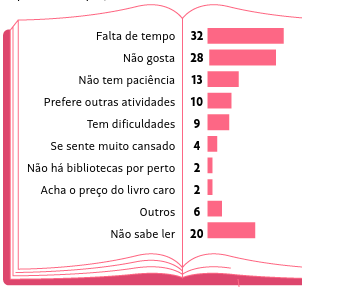 Falta de tempo 32
Não gosta 28
Não tem paciência 13
Prefere outras atividades 10
Tem dificuldades 9
Se sente muito cansado 4
Não há bibliotecas por perto 2
Acha o preço do livro caro 2
Outros 6
Não sabe ler 20